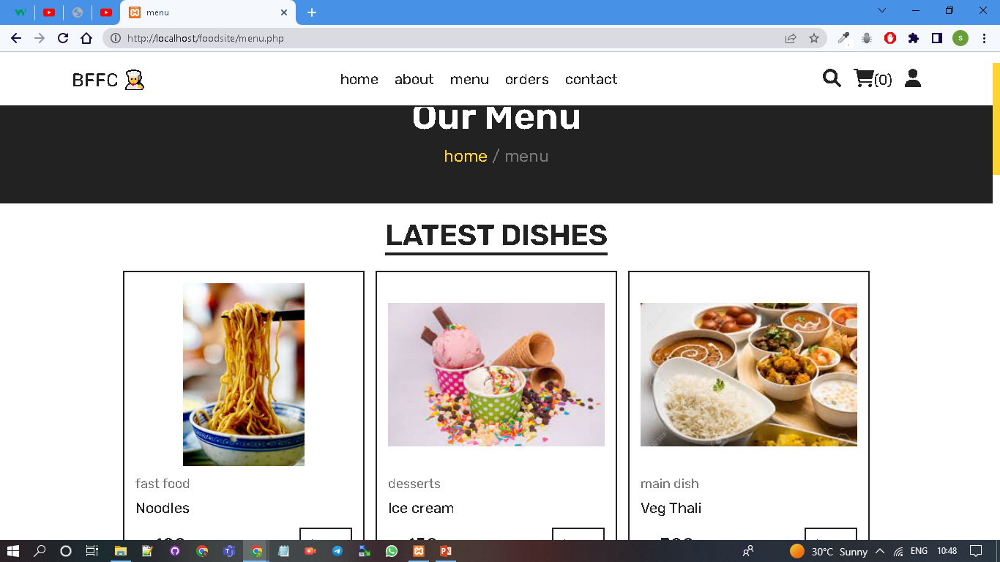 menu
http://localhost/foodsite/menu.php
S
BFFC
home about menu orders contact
(0)
Our Menu
home / menu
LATEST DISHES
fast food
Noodles
desserts
Ice cream
main dish
Veg Thali
30°C Sunny
ENG
10:48